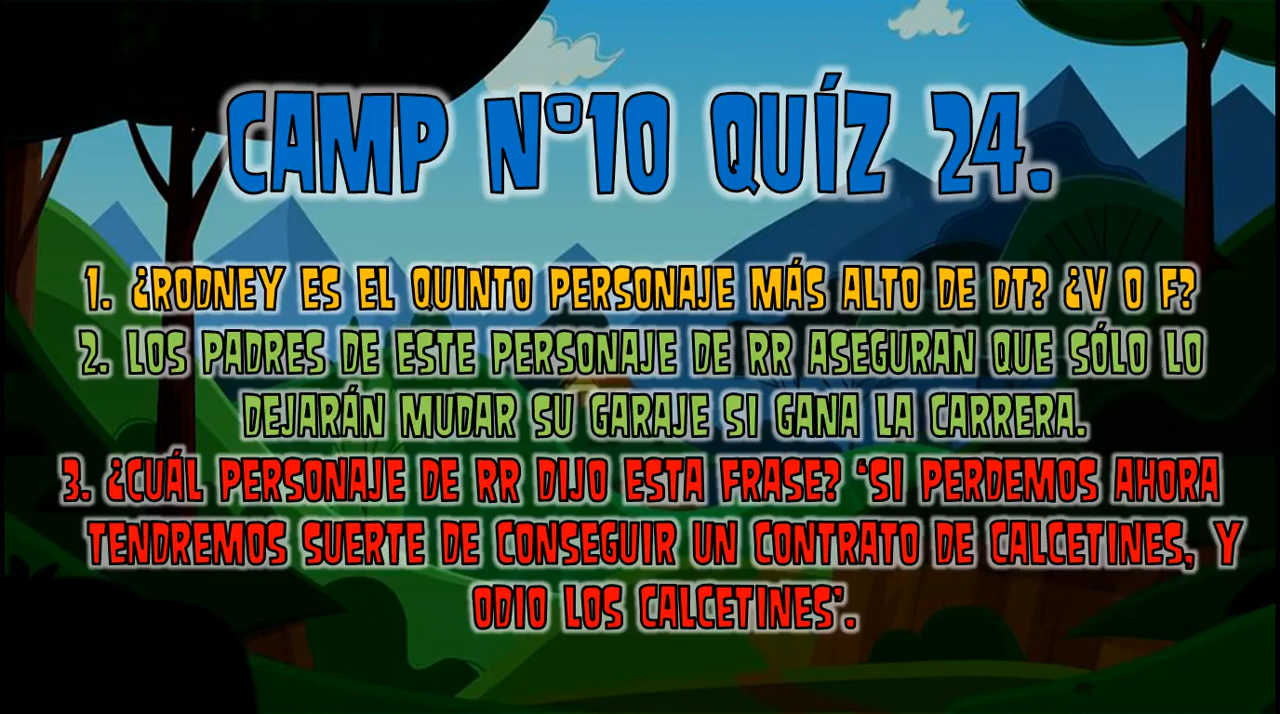 CAMP N°10 QUÍZ 24.
1. ¿RODNEY ES EL QUINTO PERSONAJE MÁS ALTO DE DT? ¿V O F?
2. LOS PADRES DE ESTE PERSONAJE DE RR ASEGURAN QUE SÓLO LO
DEJARÁN MUDAR SU GARAJE SI GANA LA CARRERA.
3. ¿CUÁL PERSONAJE DE RR DIJO ESTA FRASE? 'SI PERDEMOS AHORA
TENDREMOS SUERTE DE CONSEGUIR UN CONTRATO DE CALCETINES, Y
ODIO LOS CALCETINES'.